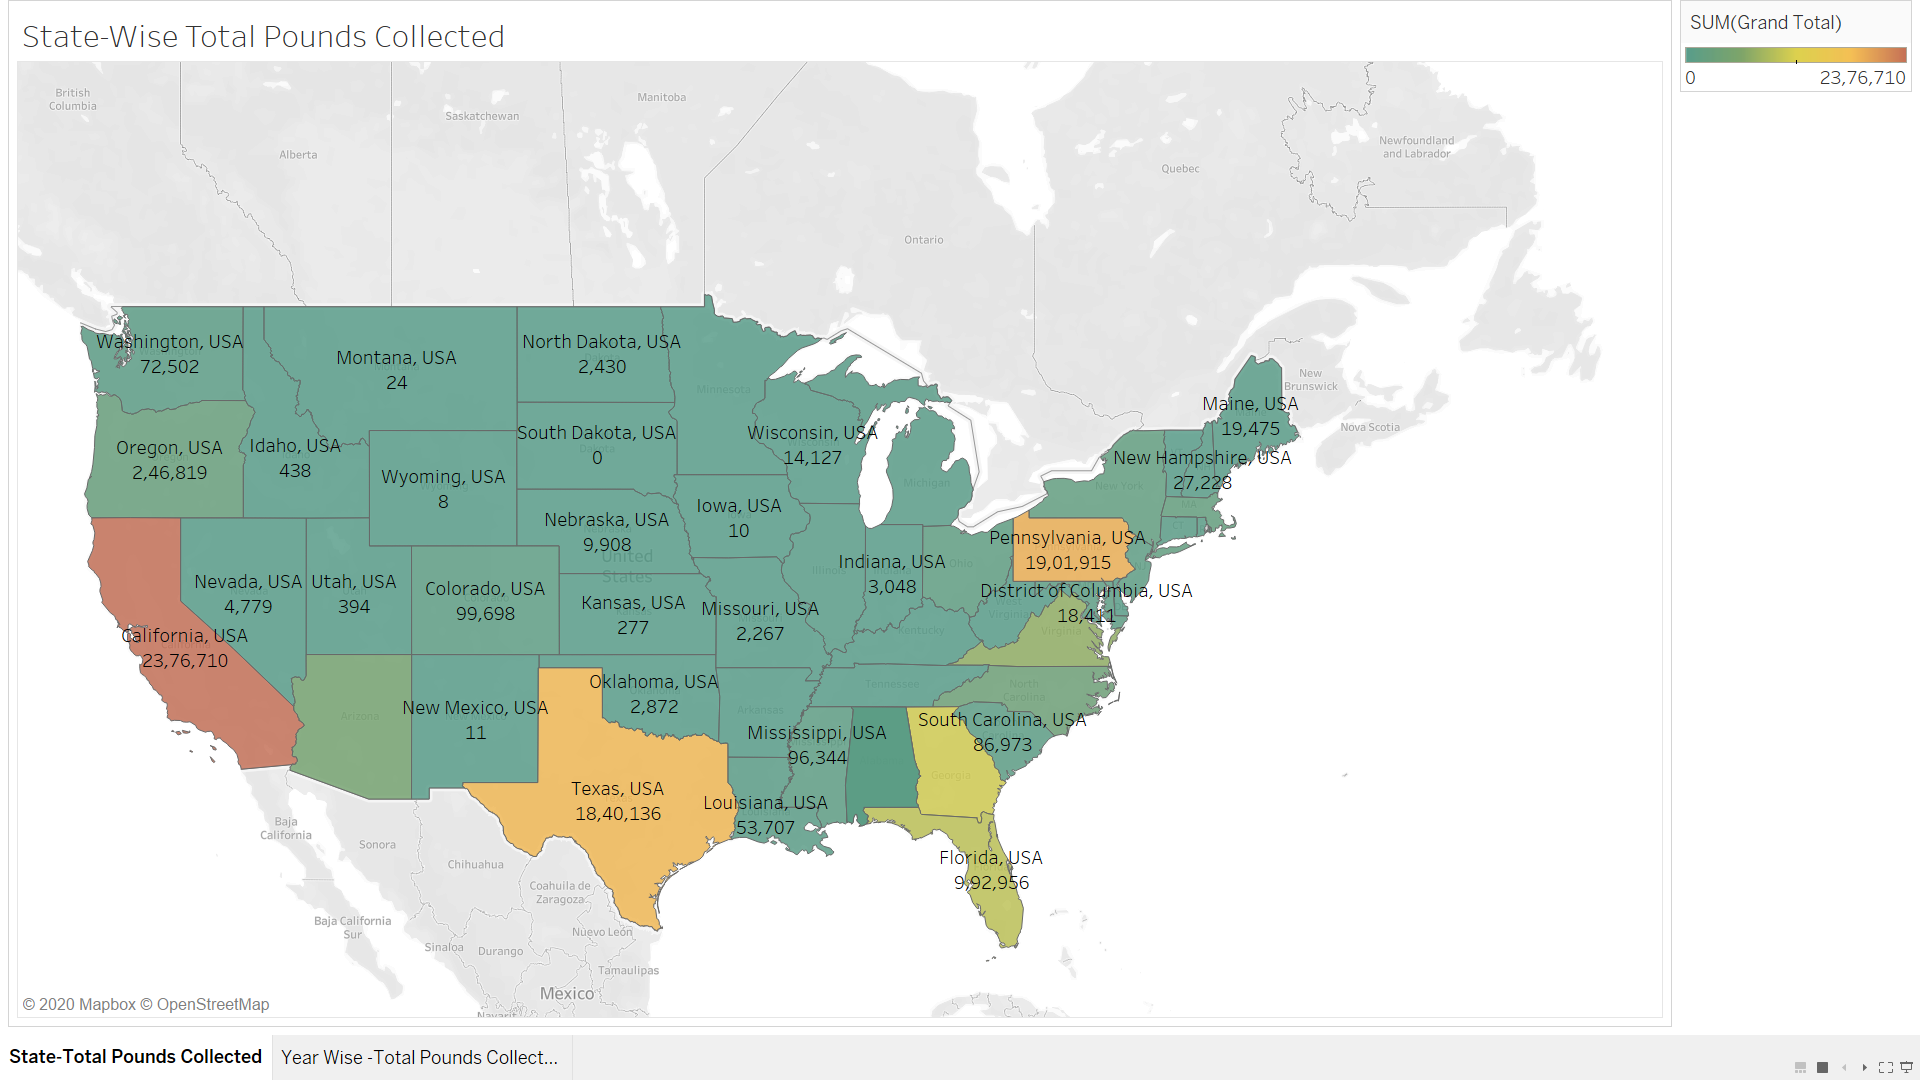 State-Wise Total Pounds Collected
SUM(Grand Total)
0 23,76,710
British
Columbia
Alberta
Saskatchewan
Manitoba
Ontario
Quebec
Newfoundland
and Labrador
New
Brunswick
Nova Scotia
Washington, USA
72,502
Montana, USA
24
North Dakota, USA
2,430
Minnesota
Oregon, USA
2,46,819
Idaho, USA
438
Wyoming, USA
8
South Dakota, USA
0
Wisconsin, USA
14,127
Michigan
Maine, USA
19,475
New Hampshire, USA
27,228
New York
MA
CT
Nebraska, USA
9,908
United
States
Iowa, USA
10
Illinois
Indiana, USA
3,048
Ohio
Pennsylvania, USA
19,01,915
District of Columbia, USA
18,411
West
Virginia
Virginia
Nevada, USA
4,779
Utah, USA
394
Colorado, USA
99,698
Kansas, USA
277
Missouri, USA
2,267
Kentucky
California, USA
23,76,710
Arizona
New Mexico, USA
11
Oklahoma, USA
2,872
Arkansas
Tennessee
North
Carolina
South Carolina, USA
86,973
Mississippi, USA
96,344
Georgia
Texas, USA
18,40,136
Louisiana, USA
53,707
Florida, USA
9,92,956
Baja
California
Sonora
Chihuahua
Coahuila de
Zaragoza
Baja California
Sur
Sinaloa
Durango
Nuevo León
Tamaulipas
Mexico
Nayarit
© 2020 Mapbox © OpenStreetMap
State-Total Pounds Collected
Year Wise -Total Pounds Collect...